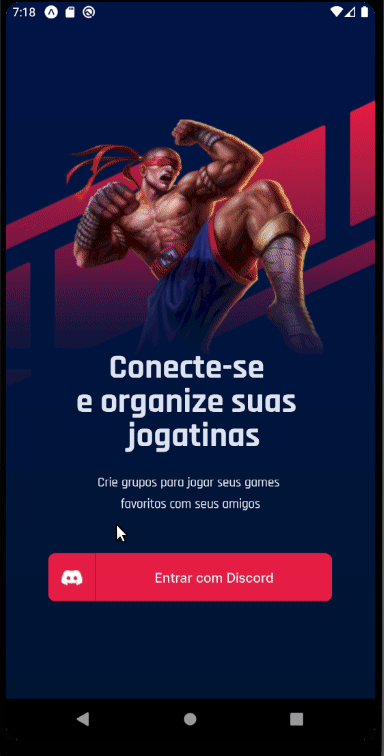 7:18
Conecte-se
e organize suas
jogatinas
Crie grupos para jogar seus games
favoritos com seus amigos
Entrar com Discord